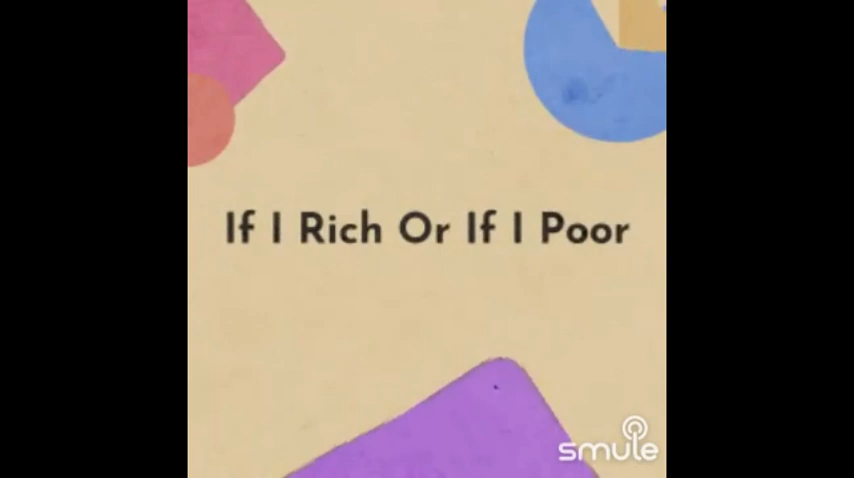 If I Rich Or If I Poor
smule